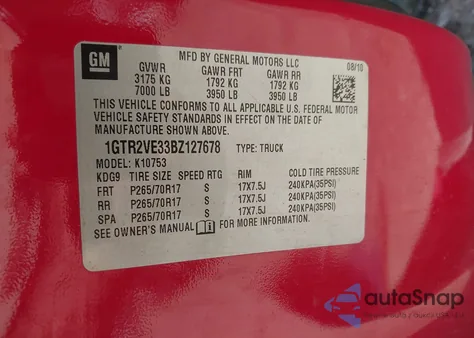 GM
MFD BY GENERAL MOTORS LLC
08/10
GVWR GAWR FRT GAWR RR
3175 KG 1792 KG 1792 KG
7000 LB 3950 LB 3950 LB
THIS VEHICLE CONFORMS TO ALL APPLICABLE U.S. FEDERAL MOTOR
VEHICLE SAFETY STANDARDS IN EFFECT ON THE DATE OF
MANUFACTURE SHOWN ABOVE.
1GTR2VE33BZ127678 TYPE: TRUCK
MODEL: K10753
KDG9 TIRE SIZE SPEED RTG RIM COLD TIRE PRESSURE
FRT P265/70R17 S 17X7.5J 240KPA(35PSI)
RR P265/70R17 S 17X7.5J 240KPA(35PSI)
SPA P265/70R17 S 17X7.5J 240KPA(35PSI)
SEE OWNER'S MANUAL i FOR MORE INFORMATION.
autoSnap